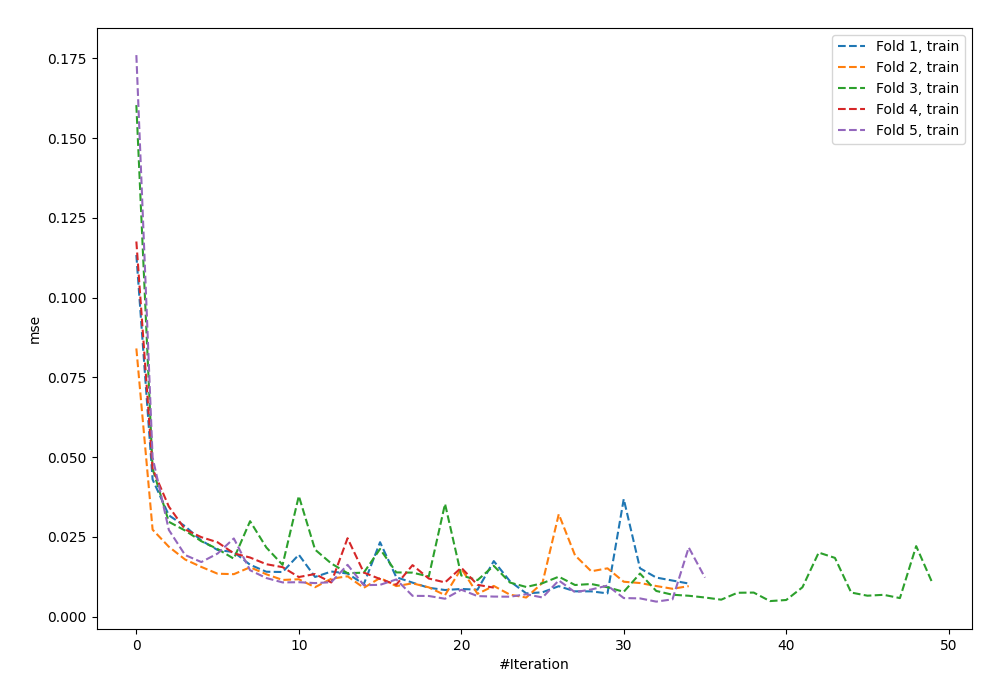 0.175
0.150
0.125
0.100
0.075
0.050
0.025
0.000
mse
0 10 20 30 40 50
#Iteration
Fold 1, train
Fold 2, train
Fold 3, train
Fold 4, train
Fold 5, train